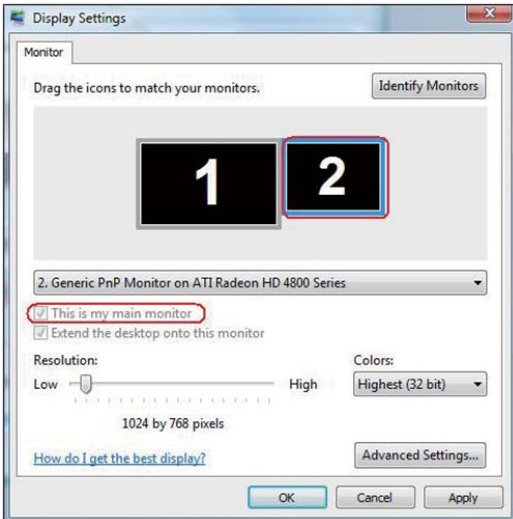 Display Settings
Monitor
Drag the icons to match your monitors.
Identify Monitors
1
2
2. Generic PnP Monitor on ATI Radeon HD 4800 Series
This is my main monitor
Extend the desktop onto this monitor
Resolution:
Colors:
Low
High
Highest (32 bit)
1024 by 768 pixels
How do I get the best display?
Advanced Settings...
OK
Cancel
Apply